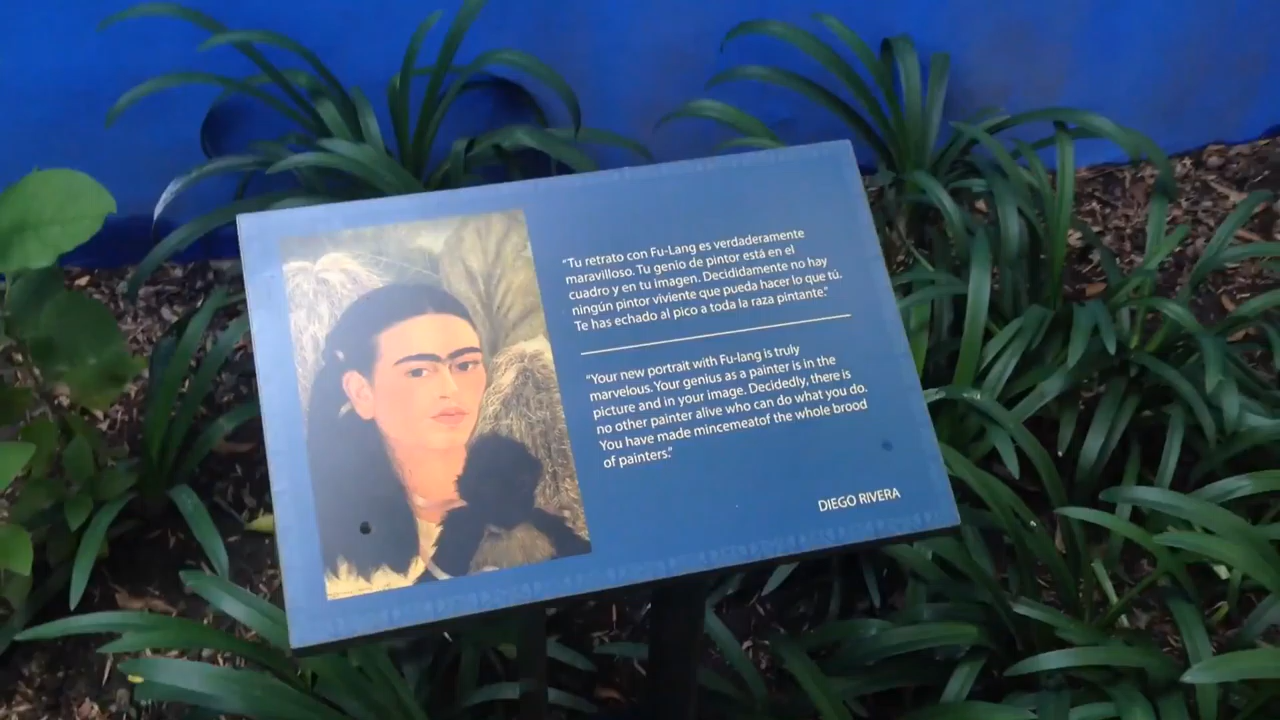 “Tu retrato con Fu-Lang es verdaderamente
maravilloso. Tu genio de pintor está en el
cuadro y en tu imagen. Decididamente no hay
ningún pintor viviente que pueda hacer lo que tú.
Te has echado al pico a toda la raza pintante.”
“Your new portrait with Fu-lang is truly
marvelous. Your genius as a painter is in the
picture and in your image. Decidedly, there is
no other painter alive who can do what you do.
You have made mincemeatof the whole brood
of painters.”
DIEGO RIVERA